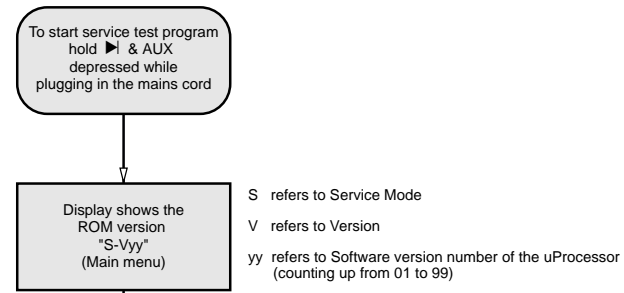 To start service test program
hold ▶| & AUX
depressed while
plugging in the mains cord
Display shows the
ROM version
"S-Vyy"
(Main menu)
S refers to Service Mode
V refers to Version
yy refers to Software version number of the uProcessor
(counting up from 01 to 99)